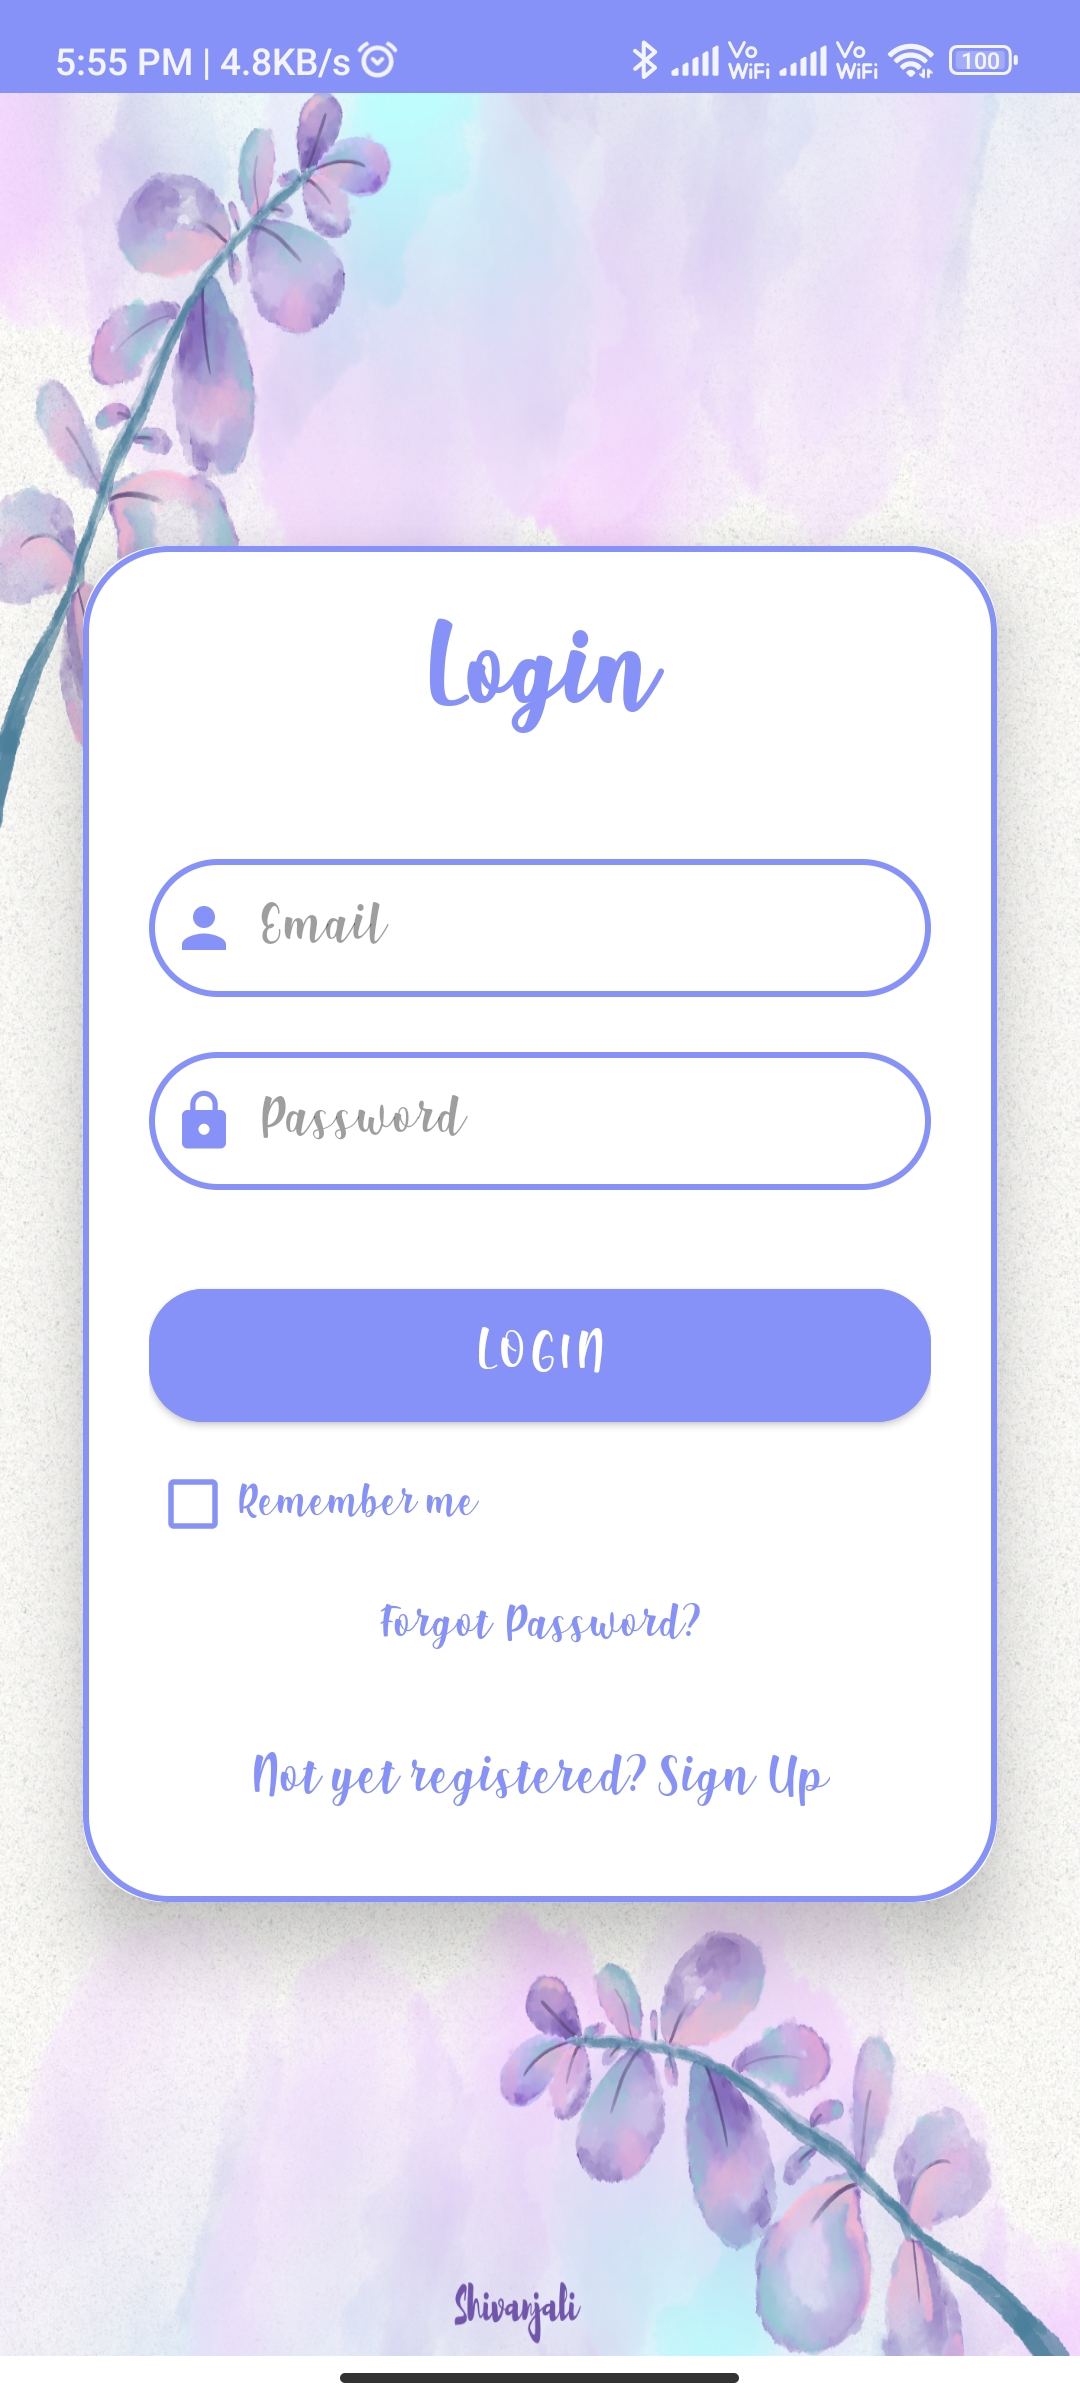 5:55 PM | 4.8KB/s Vo WiFi Vo WiFi 100
Login
Email
Password
LOGIN
Remember me
Forgot Password?
Not yet registered? Sign Up
Shivanjali